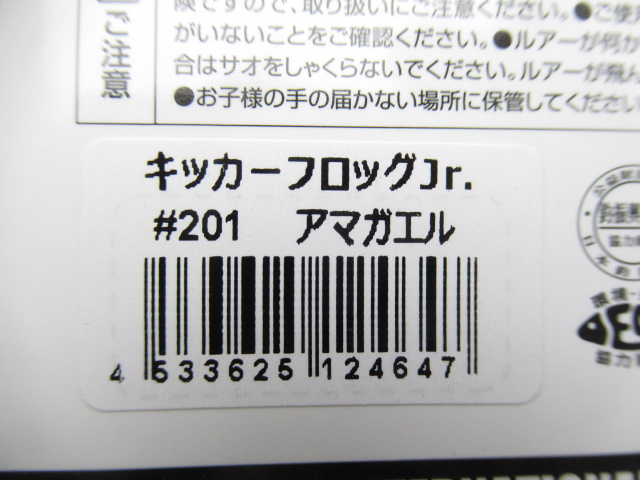 険ですので、取り扱いにご注意ください。●ご使
がいないことをご確認ください。●ルアーが何か
合はサオをしゃくらないでください。ルアーが飛ん
●お子様の手の届かない場所に保管してください
ご注意
キッカーフロッグJr.
#201 アマガエル
4 533625 124647